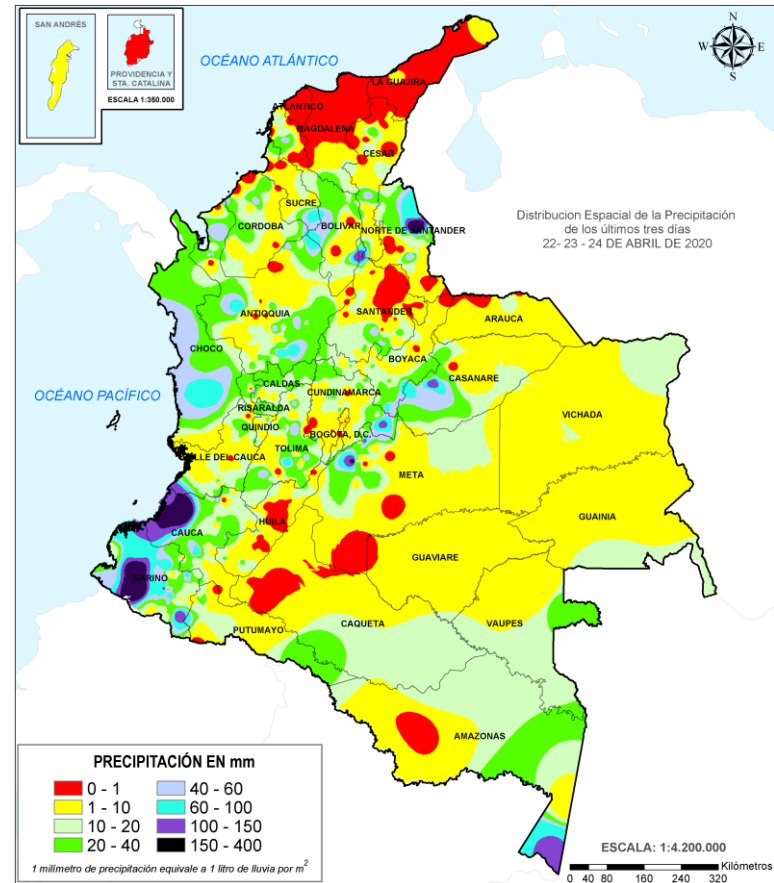 SAN ANDRÉS
PROVIDENCIA Y
STA. CATALINA
ESCALA 1:350.000
OCÉANO ATLÁNTICO
N
W
E
S
LA GUAJIRA
ATLANTICO
MAGDALENA
CESAR
SUCRE
CORDOBA
BOLIVAR
NORTE DE SANTANDER
Distribucion Espacial de la Precipitación
de los últimos tres días
22- 23 - 24 DE ABRIL DE 2020
ANTIOQUIA
SANTANDER
ARAUCA
CHOCO
BOYACA
CASANARE
OCÉANO PACÍFICO
CALDAS
CUNDINAMARCA
VICHADA
RISARALDA
QUINDIO
BOGOTA, D.C.
TOLIMA
VALLE DEL CAUCA
META
GUAINIA
HUILA
CAUCA
GUAVIARE
NARIÑO
CAQUETA
VAUPES
PUTUMAYO
AMAZONAS
PRECIPITACIÓN EN mm
0 - 1
40 - 60
1 - 10
60 - 100
10 - 20
100 - 150
20 - 40
150 - 400
1 milímetro de precipitación equivale a 1 litro de lluvia por m²
ESCALA: 1:4.200.000
Kilómetros
0 40 80 160 240 320